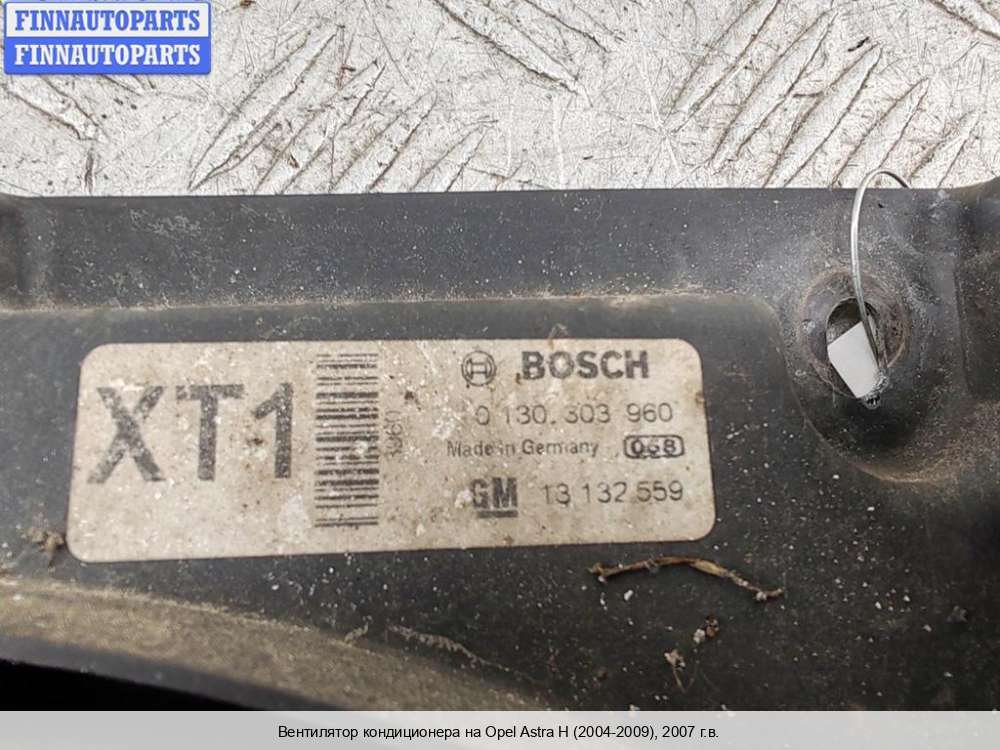 FINNAUTOPARTS
FINNAUTOPARTS
XT1
BOSCH
0 130 303 960
Made in Germany
GM 13 132 559
Вентилятор кондиционера на Opel Astra H (2004-2009), 2007 г.в.